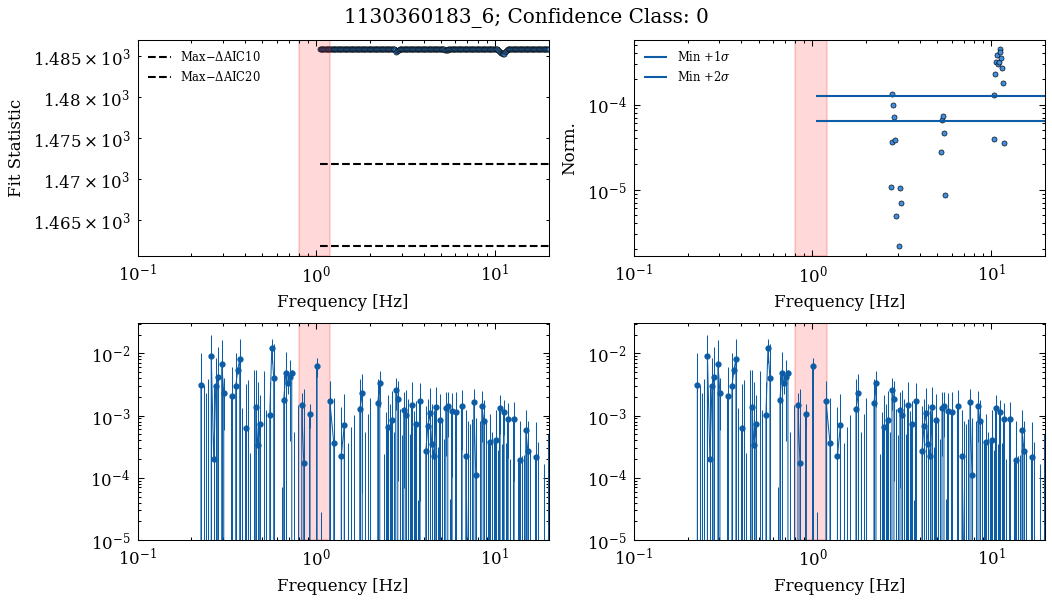 1130360183_6; Confidence Class: 0
Fit Statistic
1.485 × 10³
1.48 × 10³
1.475 × 10³
1.47 × 10³
1.465 × 10³
Max−ΔAIC10
Max−ΔAIC20
10⁻¹ 10⁰ 10¹
Frequency [Hz]
Norm.
10⁻⁴
10⁻⁵
Min +1σ
Min +2σ
10⁻¹ 10⁰ 10¹
Frequency [Hz]
10⁻²
10⁻³
10⁻⁴
10⁻⁵
10⁻¹ 10⁰ 10¹
Frequency [Hz]
10⁻²
10⁻³
10⁻⁴
10⁻⁵
10⁻¹ 10⁰ 10¹
Frequency [Hz]